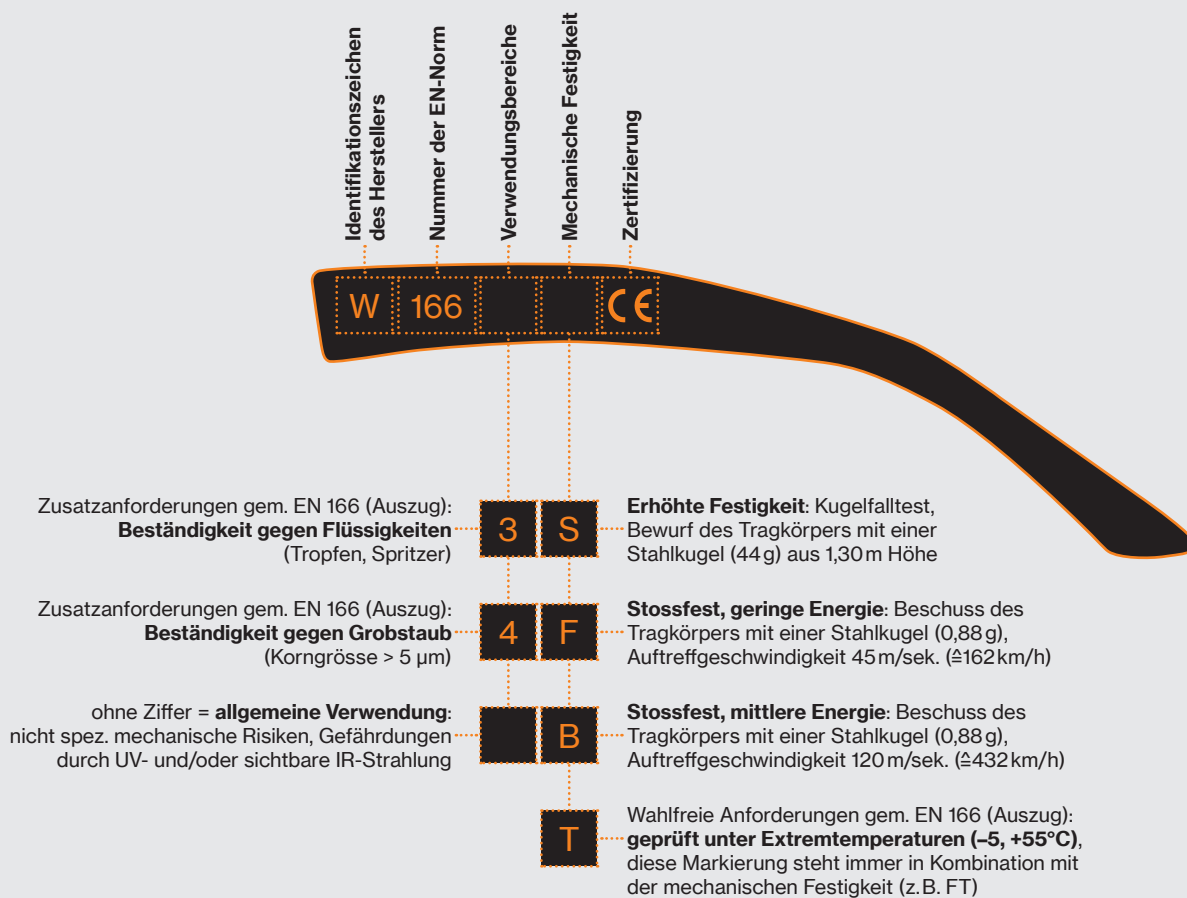 Identifikationszeichen
des Herstellers
Nummer der EN-Norm
Verwendungsbereiche
Mechanische Festigkeit
Zertifizierung
W
166
CE
Zusatzanforderungen gem. EN 166 (Auszug):
Beständigkeit gegen Flüssigkeiten
(Tropfen, Spritzer)
3
S
Erhöhte Festigkeit: Kugelfalltest,
Bewurf des Tragkörpers mit einer
Stahlkugel (44 g) aus 1,30 m Höhe
Zusatzanforderungen gem. EN 166 (Auszug):
Beständigkeit gegen Grobstaub
(Korngrösse > 5 µm)
4
F
Stossfest, geringe Energie: Beschuss des
Tragkörpers mit einer Stahlkugel (0,88 g),
Auftreffgeschwindigkeit 45 m/sek. (≙162 km/h)
ohne Ziffer = allgemeine Verwendung:
nicht spez. mechanische Risiken, Gefährdungen
durch UV- und/oder sichtbare IR-Strahlung
B
Stossfest, mittlere Energie: Beschuss des
Tragkörpers mit einer Stahlkugel (0,88 g),
Auftreffgeschwindigkeit 120 m/sek. (≙432 km/h)
T
Wahlfreie Anforderungen gem. EN 166 (Auszug):
geprüft unter Extremtemperaturen (–5, +55°C),
diese Markierung steht immer in Kombination mit
der mechanischen Festigkeit (z. B. FT)